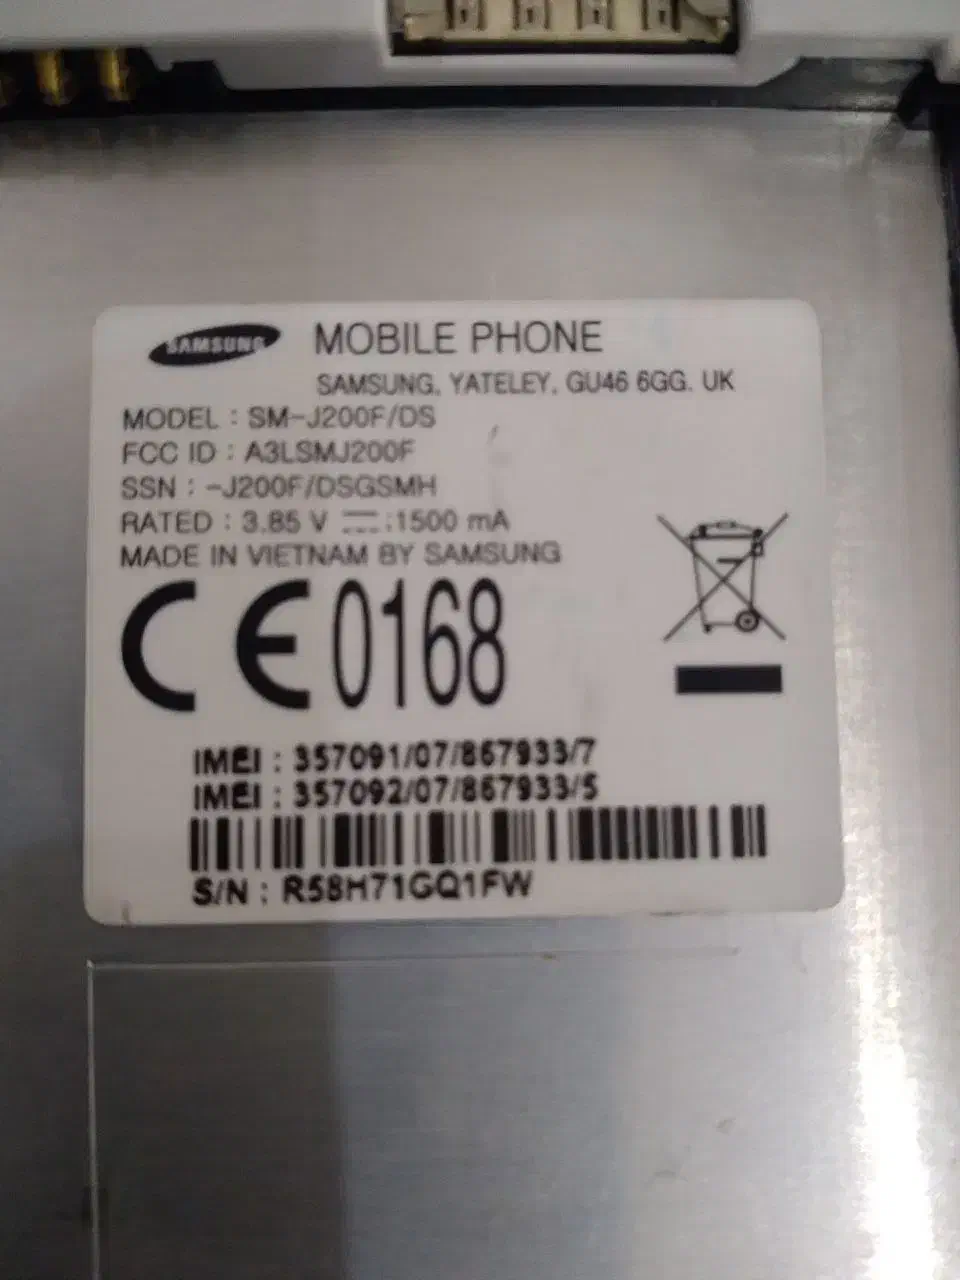 SAMSUNG MOBILE PHONE
SAMSUNG, YATELEY, GU46 6GG, UK
MODEL : SM-J200F/DS
FCC ID : A3LSMJ200F
SSN : -J200F/DSGSMH
RATED : 3.85 V ⎓:1500 mA
MADE IN VIETNAM BY SAMSUNG
CE0168
IMEI : 357091/07/867933/7
IMEI : 357092/07/867933/5
S/N : R58H71GQ1FW